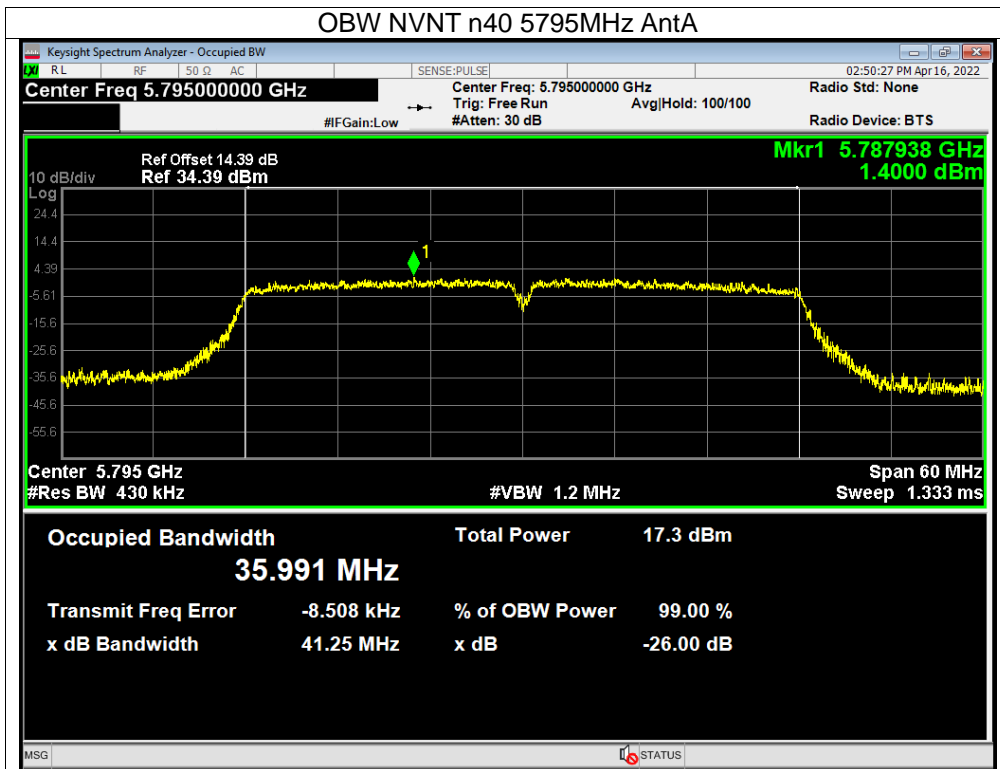 OBW NVNT n40 5795MHz AntA
Keysight Spectrum Analyzer - Occupied BW
LXI RL RF 50 Ω AC SENSE:PULSE 02:50:27 PM Apr 16, 2022
Center Freq 5.795000000 GHz Center Freq: 5.795000000 GHz Radio Std: None
Trig: Free Run Avg|Hold: 100/100
#IFGain:Low #Atten: 30 dB Radio Device: BTS
Ref Offset 14.39 dB Mkr1 5.787938 GHz
10 dB/div Ref 34.39 dBm 1.4000 dBm
Log
24.4
14.4
1
4.39
-5.61
-15.6
-25.6
-35.6
-45.6
-55.6
Center 5.795 GHz Span 60 MHz
#Res BW 430 kHz #VBW 1.2 MHz Sweep 1.333 ms
Occupied Bandwidth Total Power 17.3 dBm
35.991 MHz
Transmit Freq Error -8.508 kHz % of OBW Power 99.00 %
x dB Bandwidth 41.25 MHz x dB -26.00 dB
MSG STATUS